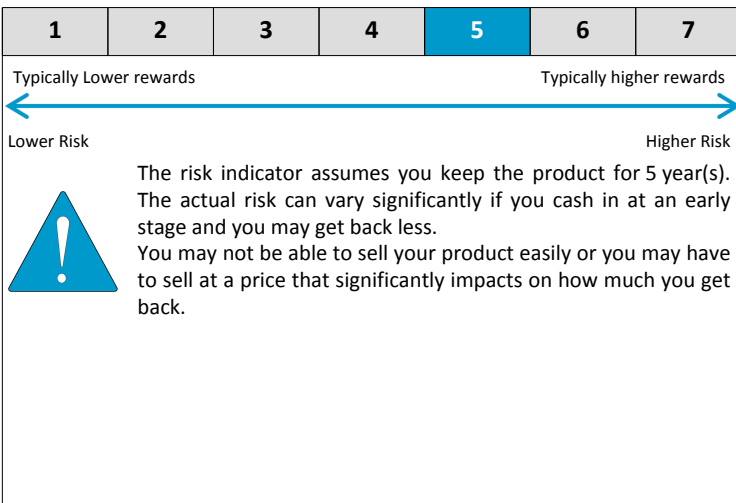 1 2 3 4 5 6 7
Typically Lower rewards Typically higher rewards
Lower Risk Higher Risk
The risk indicator assumes you keep the product for 5 year(s).
The actual risk can vary significantly if you cash in at an early
stage and you may get back less.
You may not be able to sell your product easily or you may have
to sell at a price that significantly impacts on how much you get
back.